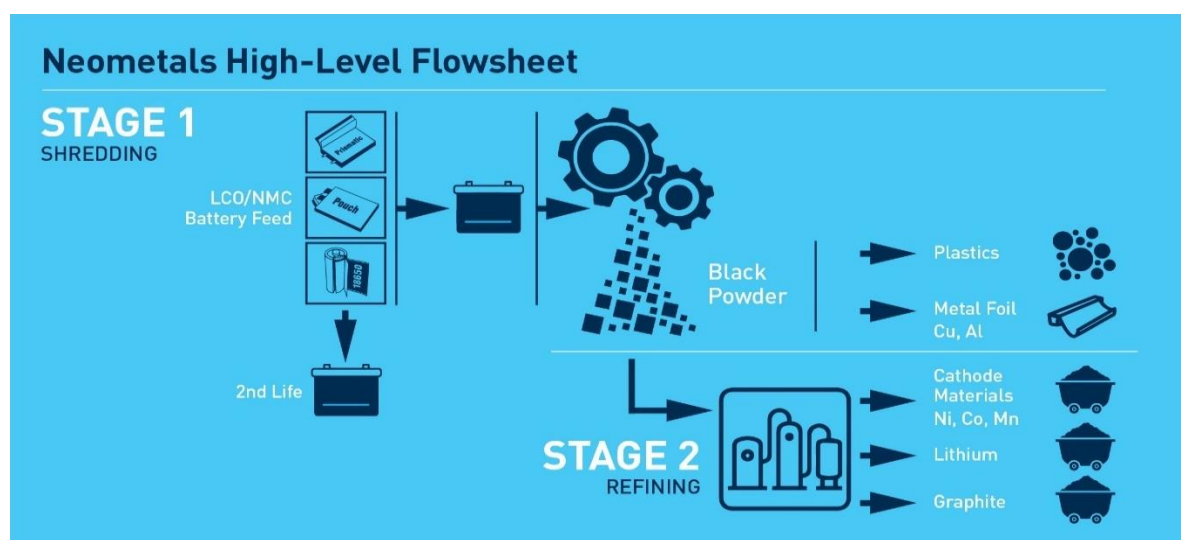 Neometals High-Level Flowsheet
STAGE 1
SHREDDING
Prismatic
LCO/NMC
Battery Feed
Pouch
18650
2nd Life
Black
Powder
Plastics
Metal Foil
Cu, Al
STAGE 2
REFINING
Cathode
Materials
Ni, Co, Mn
Lithium
Graphite